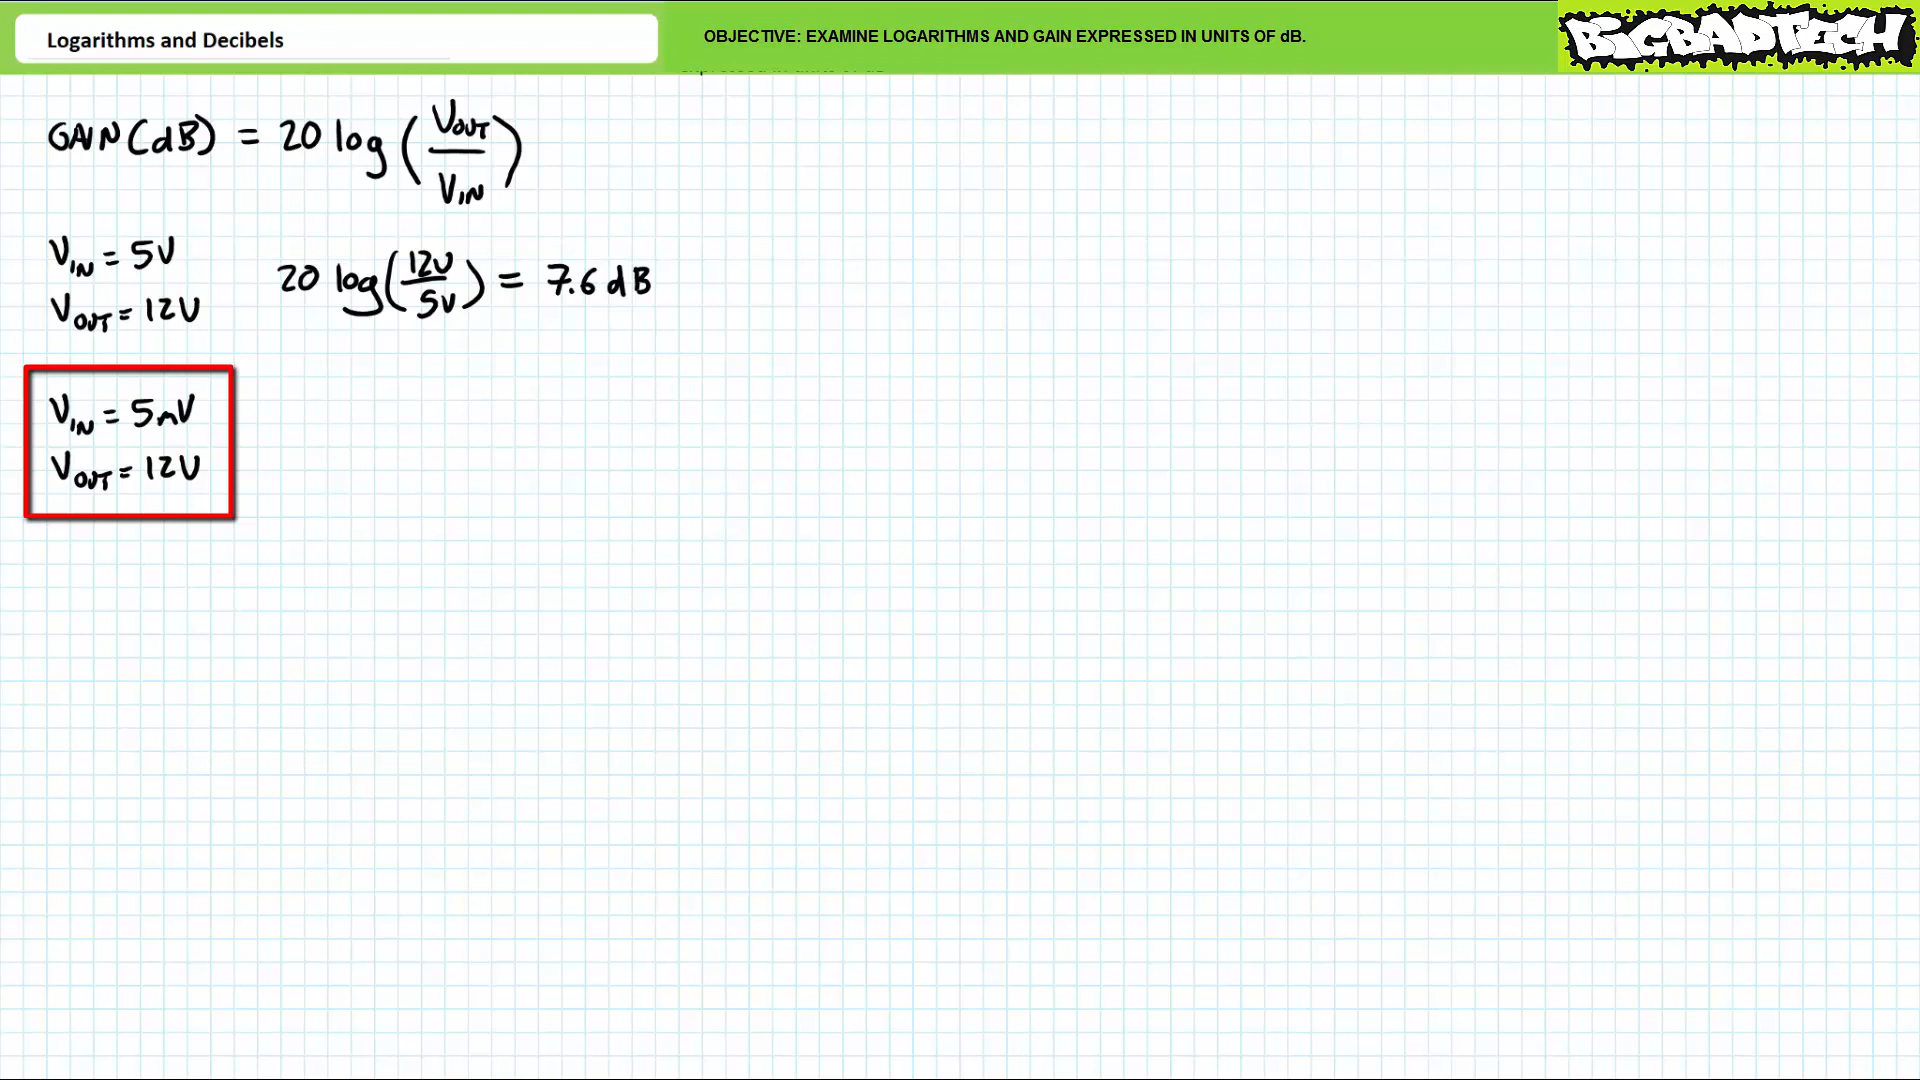 Logarithms and Decibels
OBJECTIVE: EXAMINE LOGARITHMS AND GAIN EXPRESSED IN UNITS OF dB.
BIGBADTECH
GAIN(dB) = 20 log (VOUT / VIN)
VIN = 5V
VOUT = 12V
20 log (12V / 5V) = 7.6 dB
VIN = 5mV
VOUT = 12V